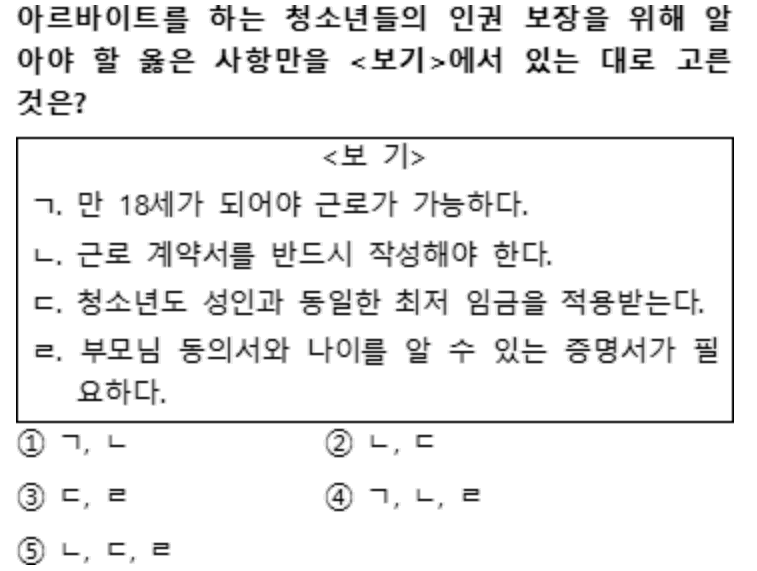 아르바이트를 하는 청소년들의 인권 보장을 위해 알
아야 할 옳은 사항만을 <보기>에서 있는 대로 고른
것은?
<보 기>
ㄱ. 만 18세가 되어야 근로가 가능하다.
ㄴ. 근로 계약서를 반드시 작성해야 한다.
ㄷ. 청소년도 성인과 동일한 최저 임금을 적용받는다.
ㄹ. 부모님 동의서와 나이를 알 수 있는 증명서가 필
요하다.
① ㄱ, ㄴ ② ㄴ, ㄷ
③ ㄷ, ㄹ ④ ㄱ, ㄴ, ㄹ
⑤ ㄴ, ㄷ, ㄹ